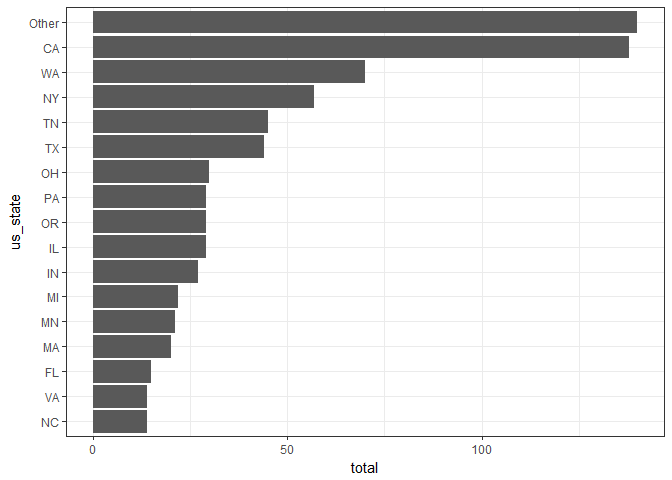 Other
CA
WA
NY
TN
TX
OH
PA
OR
IL
IN
MI
MN
MA
FL
VA
NC
us_state
0 50 100
total